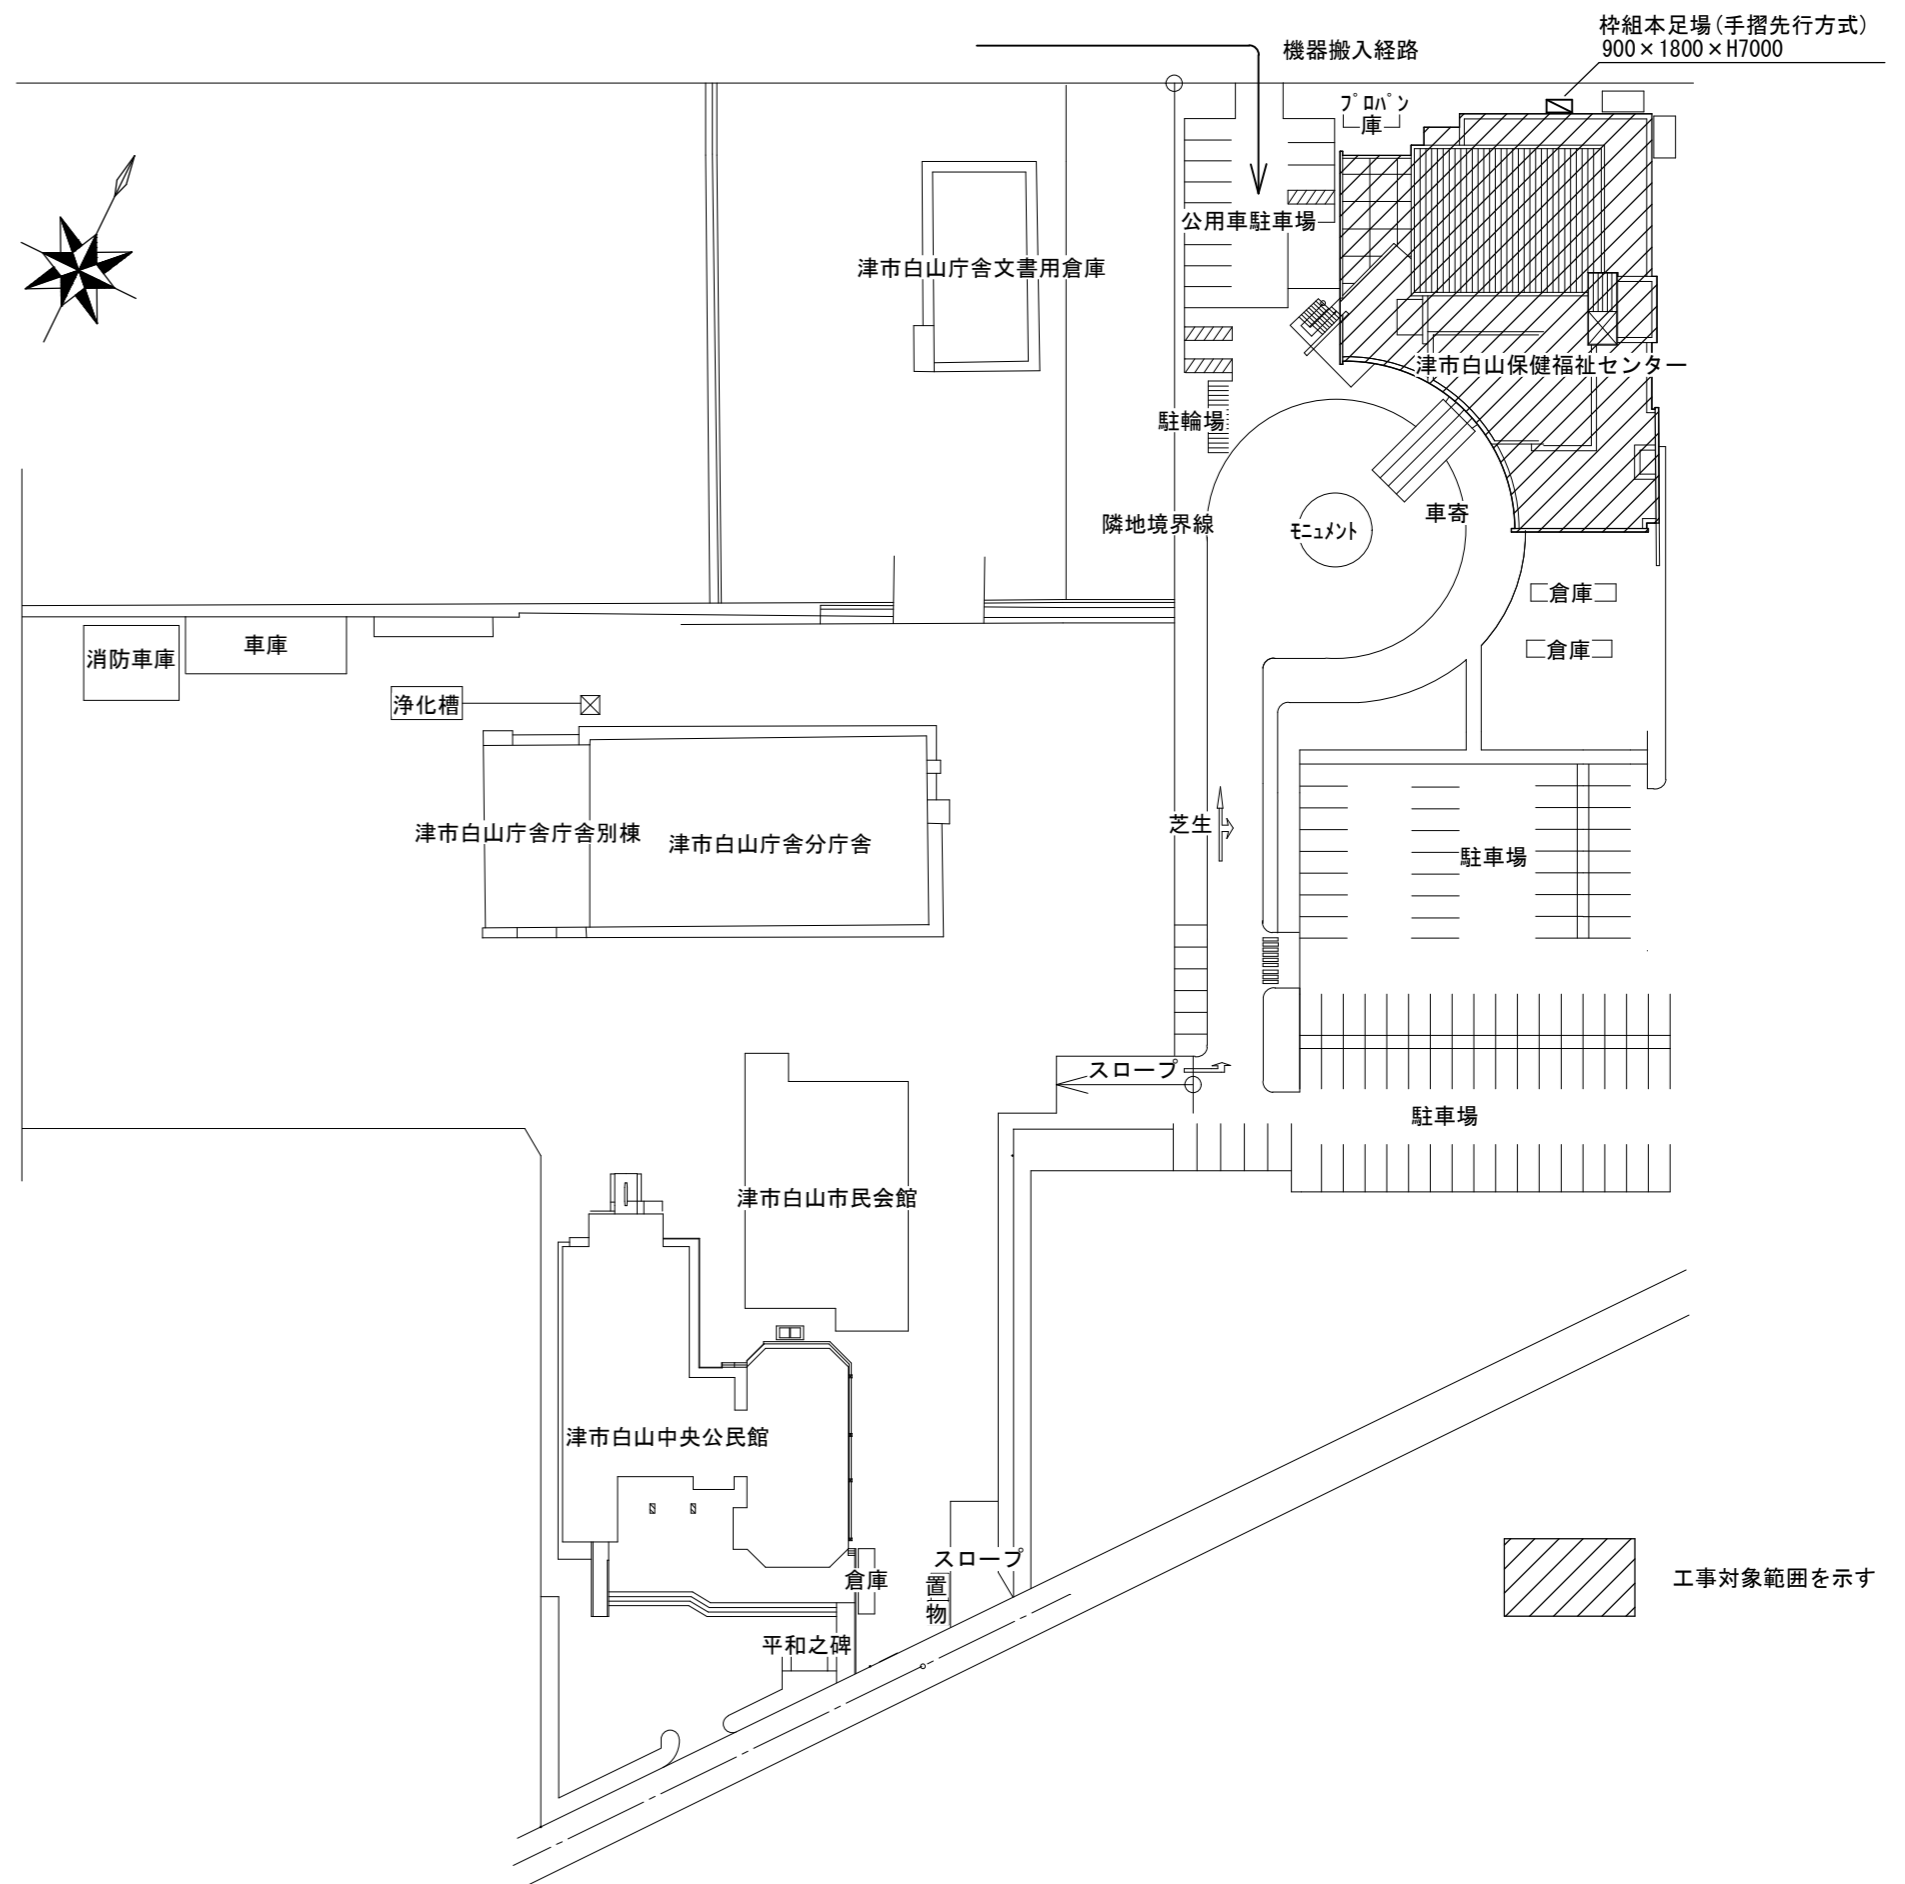 枠組本足場(手摺先行方式)
900×1800×H7000
機器搬入経路
プロパン
庫
公用車駐車場
津市白山庁舎文書用倉庫
津市白山保健福祉センター
駐輪場
隣地境界線
モニュメント
車寄
倉庫
倉庫
消防車庫
車庫
浄化槽
津市白山庁舎庁舎別棟
津市白山庁舎分庁舎
芝生
駐車場
スロープ
駐車場
津市白山市民会館
津市白山中央公民館
スロープ
倉庫
置物
平和之碑
工事対象範囲を示す